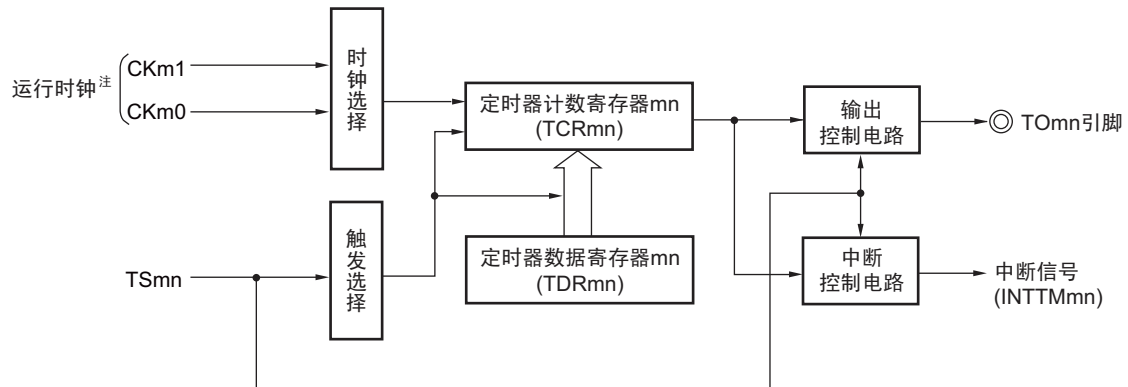 运行时钟注
CKm1
CKm0
时钟选择
定时器计数寄存器mn
(TCRmn)
输出
控制电路
TOmn引脚
TSmn
触发选择
定时器数据寄存器mn
(TDRmn)
中断
控制电路
中断信号
(INTTMmn)